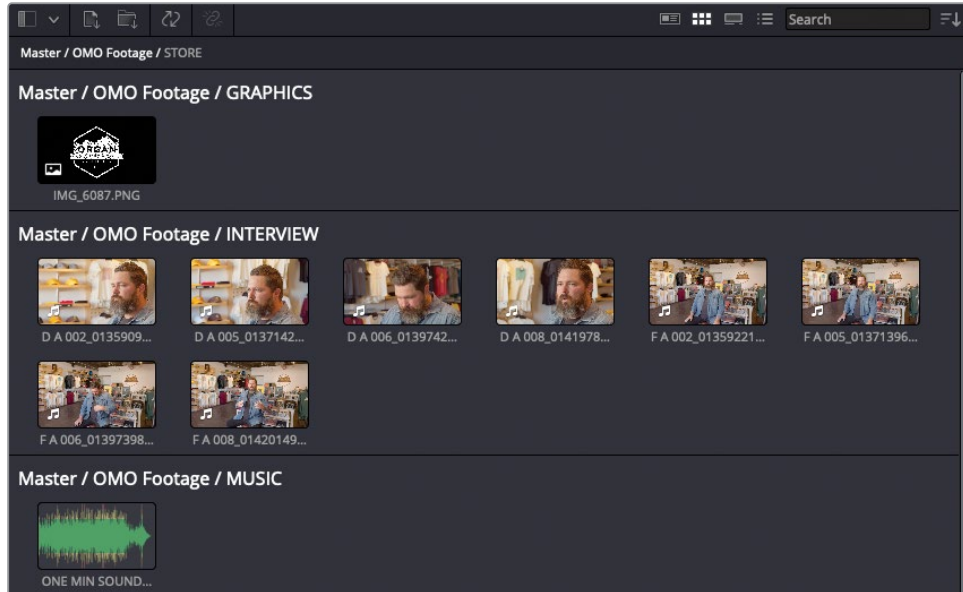 Search
Master / OMO Footage / STORE
Master / OMO Footage / GRAPHICS
ORGAN
IMG_6087.PNG
Master / OMO Footage / INTERVIEW
D A 002_0135909...
D A 005_0137142...
D A 006_0139742...
D A 008_0141978...
F A 002_01359221...
F A 005_01371396...
F A 006_01397398...
F A 008_01420149...
Master / OMO Footage / MUSIC
ONE MIN SOUND...